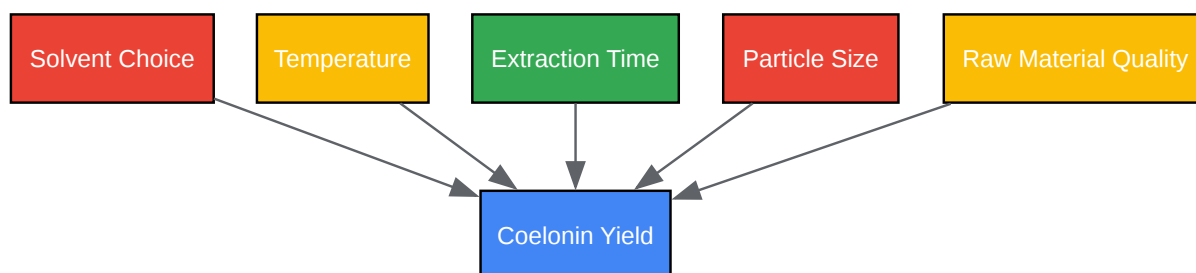 Solvent Choice
Temperature
Extraction Time
Particle Size
Raw Material Quality
Coelonin Yield